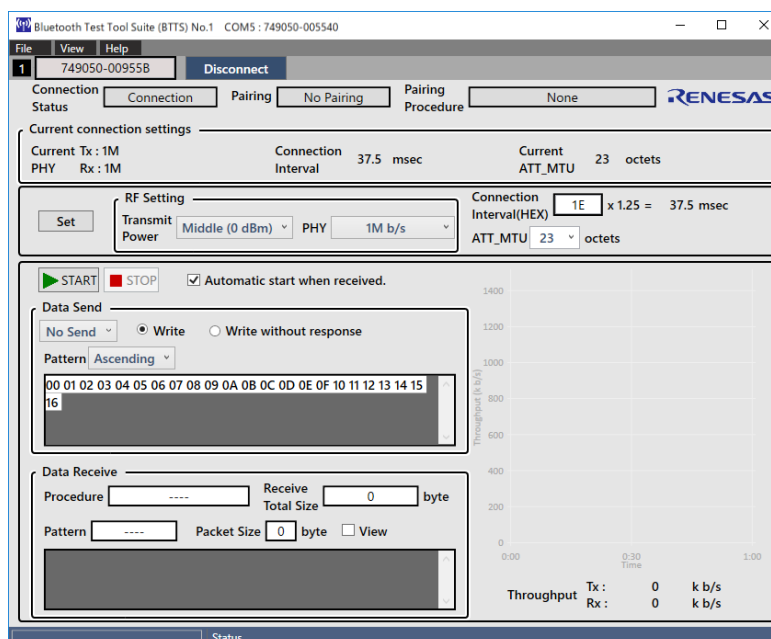 Bluetooth Test Tool Suite (BTTS) No.1 COM5 : 749050-005540
File View Help
1 749050-00955B Disconnect
Connection Status Connection Pairing No Pairing Pairing Procedure None RENESAS
Current connection settings
Current PHY Tx : 1M Rx : 1M Connection Interval 37.5 msec Current ATT_MTU 23 octets
Set
RF Setting
Transmit Power Middle (0 dBm) PHY 1M b/s
Connection Interval(HEX) 1E x 1.25 = 37.5 msec
ATT_MTU 23 octets
START STOP Automatic start when received.
Data Send
No Send Write Write without response
Pattern Ascending
00 01 02 03 04 05 06 07 08 09 0A 0B 0C 0D 0E 0F 10 11 12 13 14 15
16
Data Receive
Procedure ---- Receive Total Size 0 byte
Pattern ---- Packet Size 0 byte View
Throughput (k b/s)
1400
1200
1000
800
600
400
200
0
0:00 0:30 1:00
Time
Throughput Tx : 0 k b/s
Rx : 0 k b/s
Status